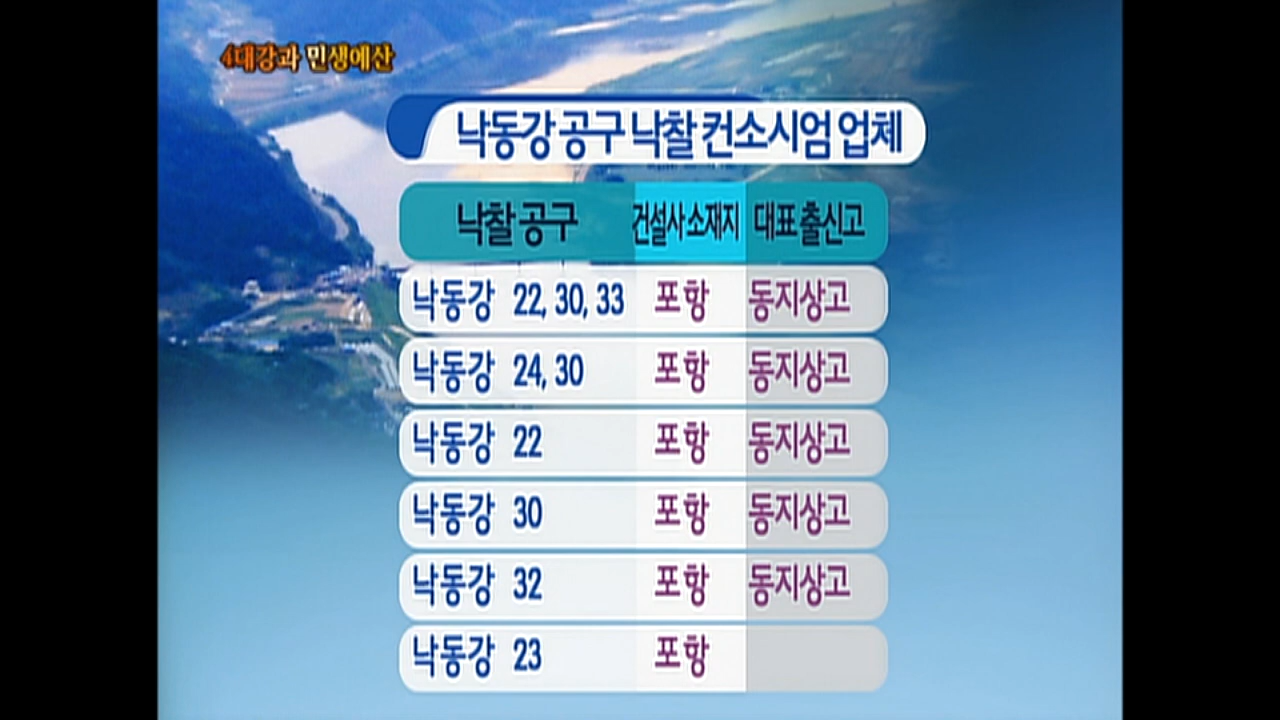 4대강과 민생예산
낙동강 공구 낙찰 컨소시엄 업체
낙찰 공구 건설사 소재지 대표 출신고
낙동강 22, 30, 33 포항 동지상고
낙동강 24, 30 포항 동지상고
낙동강 22 포항 동지상고
낙동강 30 포항 동지상고
낙동강 32 포항 동지상고
낙동강 23 포항